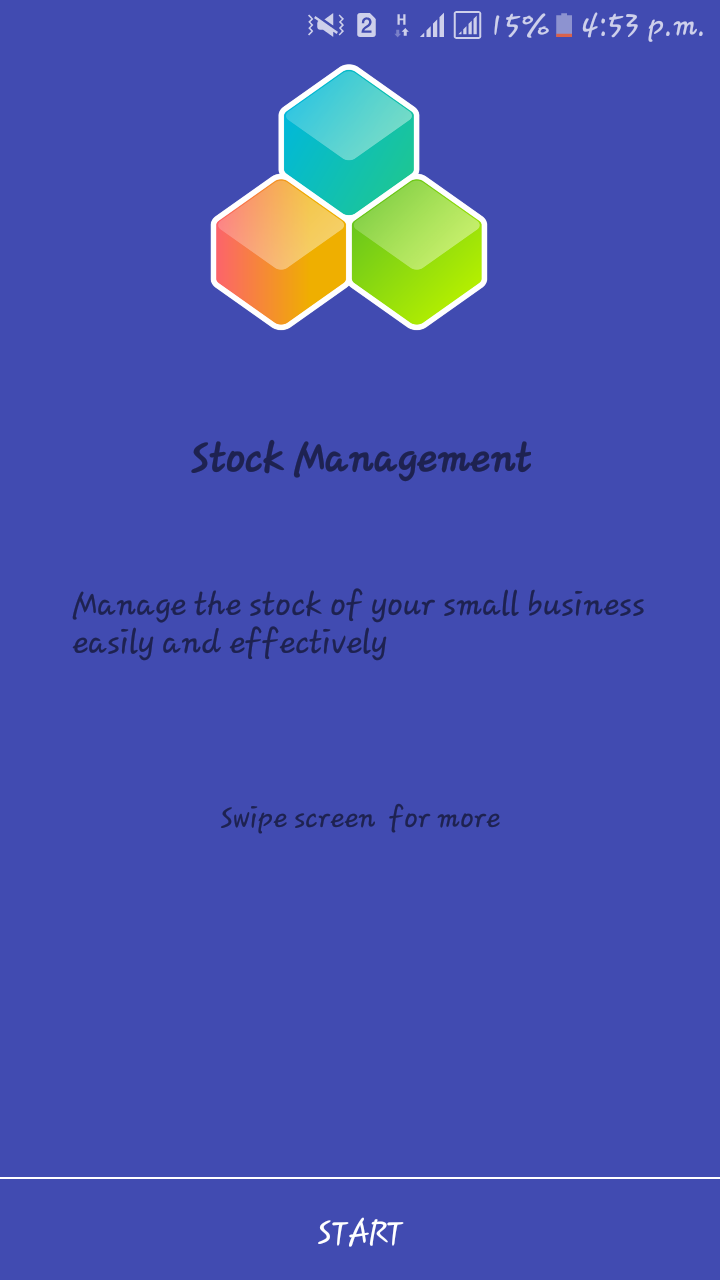 2 H 15% 4:53 p.m.
Stock Management
Manage the stock of your small business
easily and effectively
Swipe screen for more
START